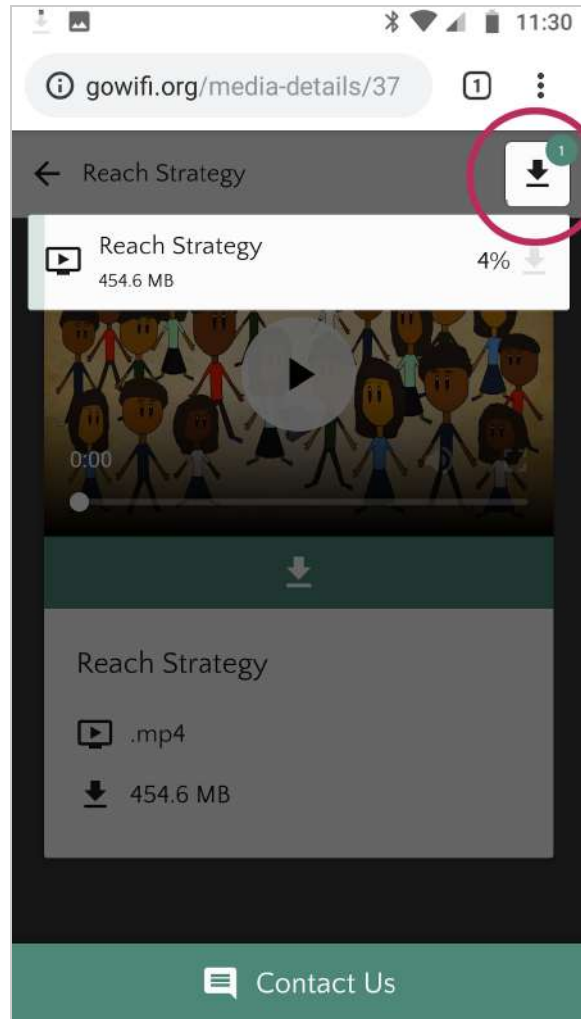 11:30
gowifi.org/media-details/37
1
Reach Strategy
1
Reach Strategy
454.6 MB
4%
0:00
Reach Strategy
.mp4
454.6 MB
Contact Us